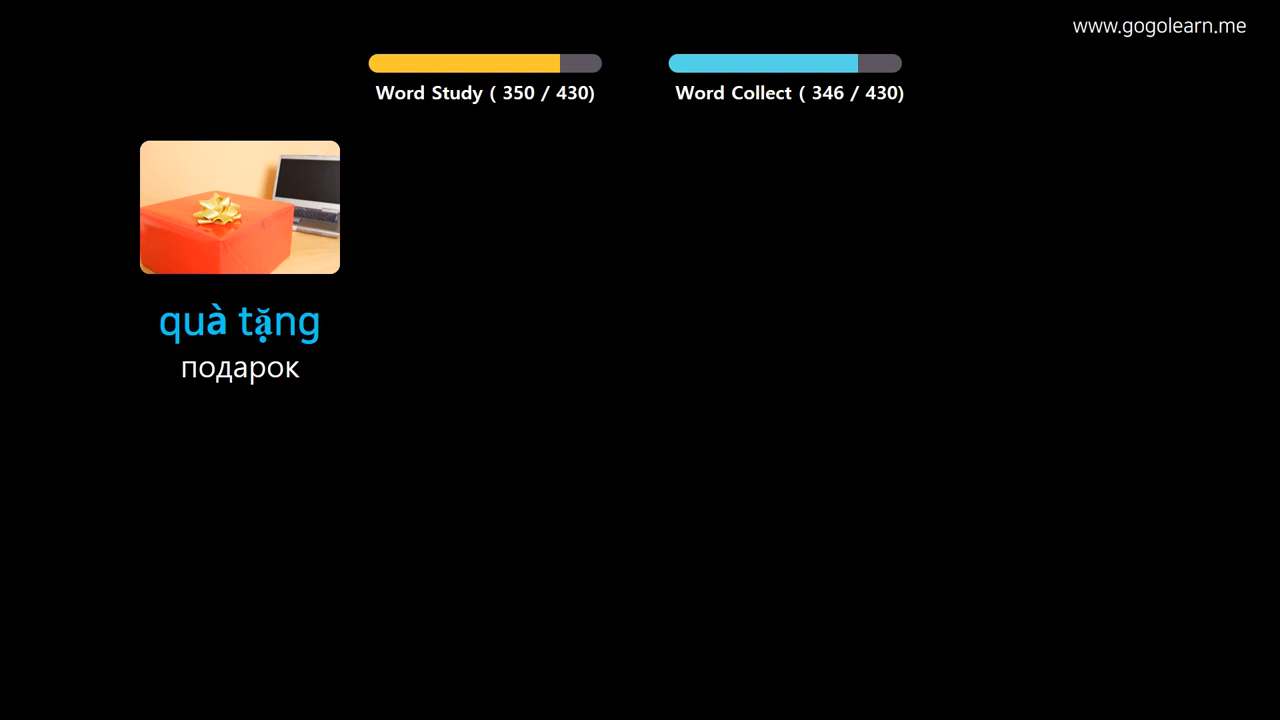 www.gogolearn.me
Word Study ( 350 / 430)
Word Collect ( 346 / 430)
quà tặng
подарок